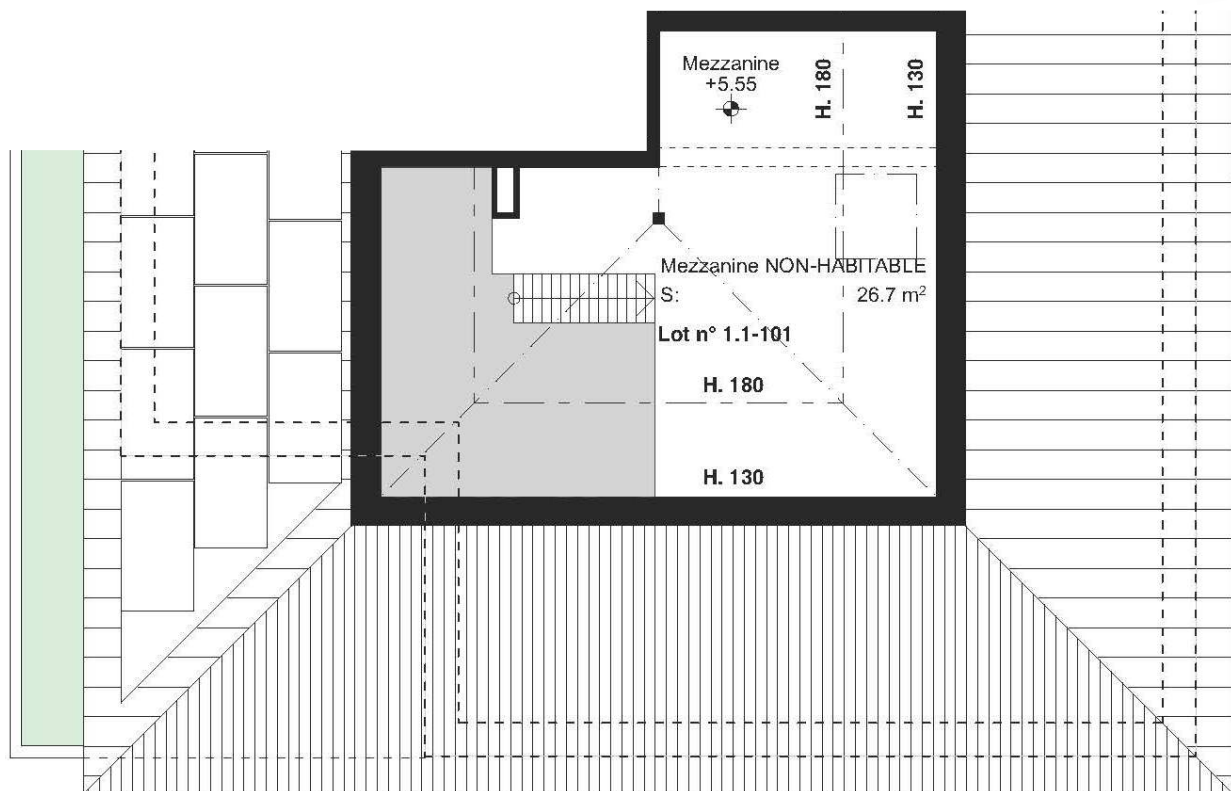 Mezzanine
+5.55
H. 180
H. 130
Mezzanine NON-HABITABLE
S: 26.7 m²
Lot n° 1.1-101
H. 180
H. 130